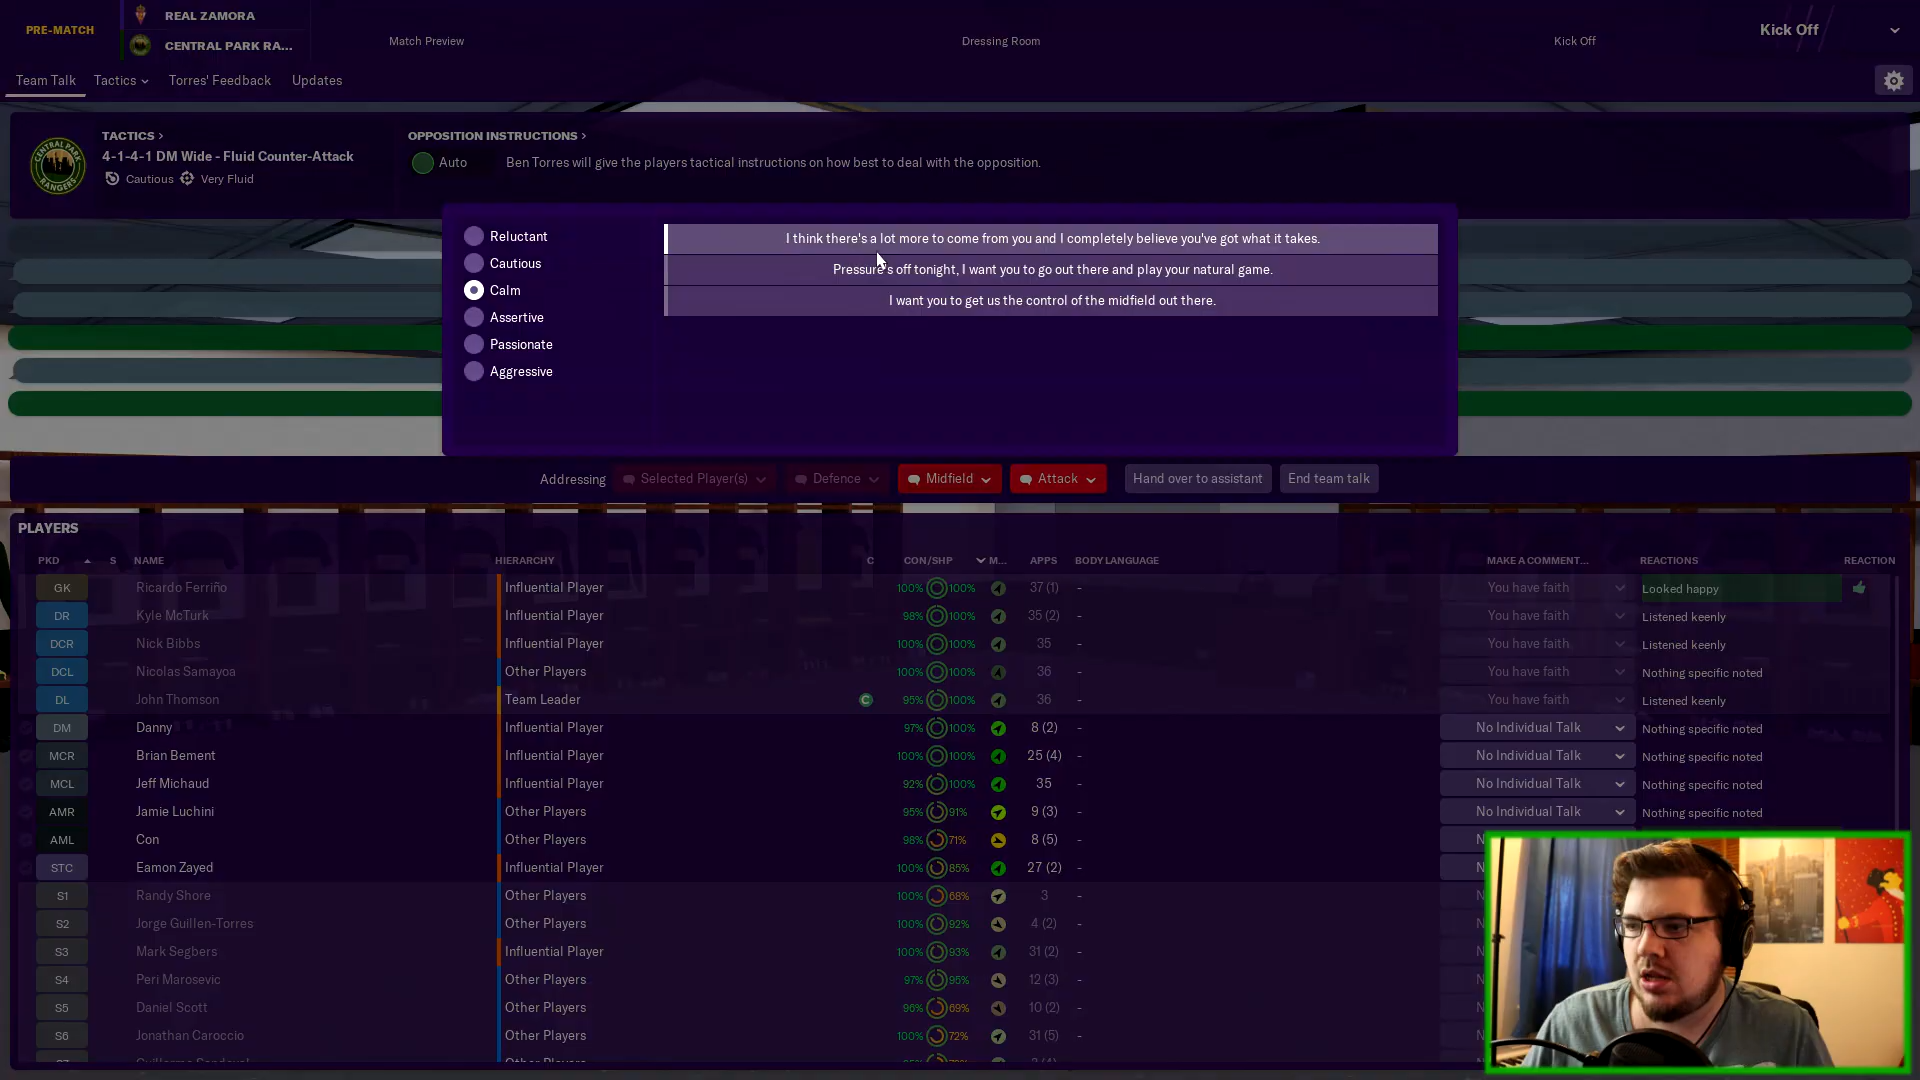 PRE-MATCH
REAL ZAMORA
CENTRAL PARK RA...
Match Preview
Dressing Room
Kick Off
Kick Off
Team Talk
Tactics
Torres' Feedback
Updates
CENTRAL PARK
RANGERS
TACTICS >
4-1-4-1 DM Wide - Fluid Counter-Attack
Cautious Very Fluid
OPPOSITION INSTRUCTIONS >
Auto Ben Torres will give the players tactical instructions on how best to deal with the opposition.
Reluctant
Cautious
Calm
Assertive
Passionate
Aggressive
I think there's a lot more to come from you and I completely believe you've got what it takes.
Pressure's off tonight, I want you to go out there and play your natural game.
I want you to get us the control of the midfield out there.
Addressing Selected Player(s) Defence Midfield Attack Hand over to assistant End team talk
PLAYERS
PKD S NAME HIERARCHY C CON/SHP M... APPS BODY LANGUAGE MAKE A COMMENT... REACTIONS REACTION
GK Ricardo Ferriño Influential Player 100% 100% 37 (1) - You have faith Looked happy
DR Kyle McTurk Influential Player 98% 100% 35 (2) - You have faith Listened keenly
DCR Nick Bibbs Influential Player 100% 100% 35 - You have faith Listened keenly
DCL Nicolas Samayoa Other Players 100% 100% 36 - You have faith Nothing specific noted
DL John Thomson Team Leader C 95% 100% 36 - You have faith Listened keenly
DM Danny Influential Player 97% 100% 8 (2) - No Individual Talk Nothing specific noted
MCR Brian Bement Influential Player 100% 100% 25 (4) - No Individual Talk Nothing specific noted
MCL Jeff Michaud Influential Player 92% 100% 35 - No Individual Talk Nothing specific noted
AMR Jamie Luchini Other Players 95% 91% 9 (3) - No Individual Talk Nothing specific noted
AML Con Other Players 98% 71% 8 (5) - N
STC Eamon Zayed Influential Player 100% 85% 27 (2) - N
S1 Randy Shore Other Players 100% 68% 3 - N
S2 Jorge Guillen-Torres Other Players 100% 92% 4 (2) - N
S3 Mark Segbers Influential Player 100% 93% 31 (2) - N
S4 Peri Marosevic Other Players 97% 95% 12 (3) - N
S5 Daniel Scott Other Players 96% 69% 10 (2) - N
S6 Jonathan Caroccio Other Players 100% 72% 31 (5) - N